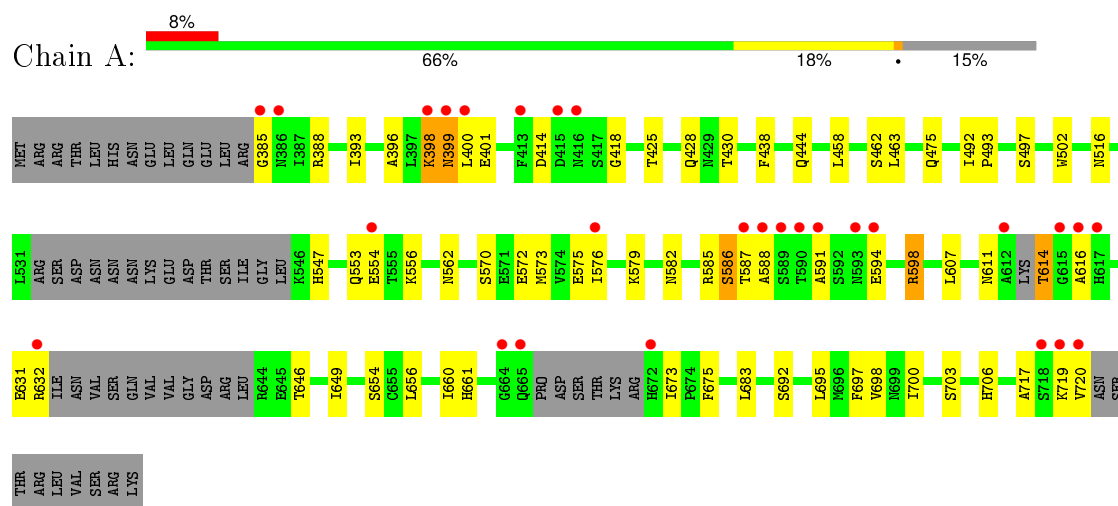 8%
Chain A:
66% 18% • 15%
MET ARG ARG THR LEU HIS ASN GLU LEU GLN GLU LEU ARG G385 N386 I387 R388 I393 A396 L397 K398 N399 L400 E401 F413 D414 D415 N416 S417 G418 T425 Q428 N429 T430 F438 Q444 L458 S462 L463 Q475 I492 P493 S497 W502 N516
L531 ARG SER ASP ASN ASN ASN LYS GLU ASP THR SER ILE GLY LEU K546 H547 Q553 E554 T555 K556 N562 S570 E571 E572 M573 V574 E575 I576 K579 N582 R585 S586 T587 A588 S589 T590 A591 S592 N593 E594 R598 L607 N611 A612 LYS T614 G615 A616 H617
E631 R632 ILE ASN VAL SER GLN VAL VAL GLY ASP ARG LEU R644 E645 T646 I649 S654 C655 L656 I660 H661 G664 Q665 PRO ASP SER THR LYS ARG H672 I673 P674 F675 L683 S692 L695 M696 F697 V698 N699 I700 S703 H706 A717 S718 K719 V720 ASN SER
THR ARG LEU VAL SER ARG LYS